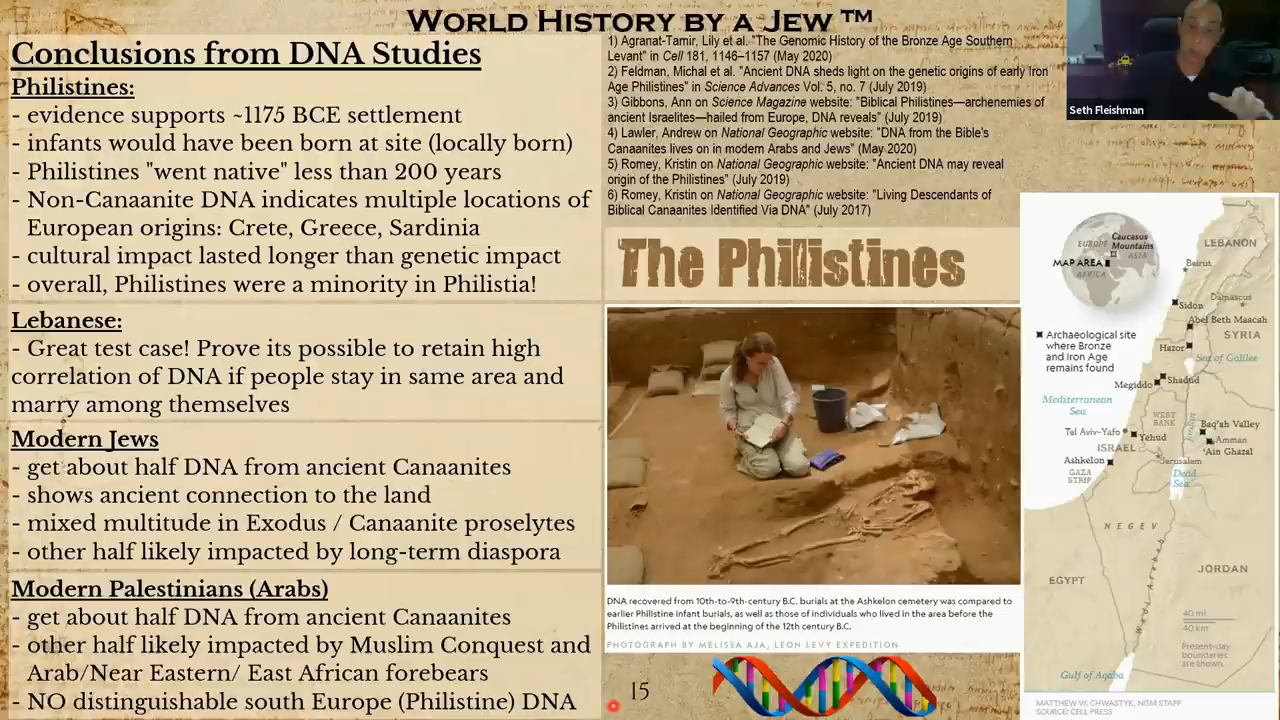 WORLD HISTORY BY A JEW ™
Conclusions from DNA Studies
Philistines:
- evidence supports ~1175 BCE settlement
- infants would have been born at site (locally born)
- Philistines "went native" less than 200 years
- Non-Canaanite DNA indicates multiple locations of
European origins: Crete, Greece, Sardinia
- cultural impact lasted longer than genetic impact
- overall, Philistines were a minority in Philistia!
Lebanese:
- Great test case! Prove its possible to retain high
correlation of DNA if people stay in same area and
marry among themselves
Modern Jews
- get about half DNA from ancient Canaanites
- shows ancient connection to the land
- mixed multitude in Exodus / Canaanite proselytes
- other half likely impacted by long-term diaspora
Modern Palestinians (Arabs)
- get about half DNA from ancient Canaanites
- other half likely impacted by Muslim Conquest and
Arab/Near Eastern/ East African forebears
- NO distinguishable south Europe (Philistine) DNA
1) Agranat-Tamir, Lily et al. "The Genomic History of the Bronze Age Southern
Levant" in Cell 181, 1146–1157 (May 2020)
2) Feldman, Michal et al. "Ancient DNA sheds light on the genetic origins of early Iron
Age Philistines" in Science Advances Vol. 5, no. 7 (July 2019)
3) Gibbons, Ann on Science Magazine website: "Biblical Philistines—archenemies of
ancient Israelites—hailed from Europe, DNA reveals" (July 2019)
4) Lawler, Andrew on National Geographic website: "DNA from the Bible's
Canaanites lives on in modern Arabs and Jews" (May 2020)
5) Romey, Kristin on National Geographic website: "Ancient DNA may reveal
origin of the Philistines" (July 2019)
6) Romey, Kristin on National Geographic website: "Living Descendants of
Biblical Canaanites Identified Via DNA" (July 2017)
The Philistines
DNA recovered from 10th-to-9th-century B.C. burials at the Ashkelon cemetery was compared to
earlier Philistine infant burials, as well as those of individuals who lived in the area before the
Philistines arrived at the beginning of the 12th century B.C.
PHOTOGRAPH BY MELISSA AJA, LEON LEVY EXPEDITION
15
Seth Fleishman
EUROPE
Caucasus
Mountains
ASIA
MAP AREA
AFRICA
LEBANON
Beirut
Sidon
Damascus
Abel Beth Maacah
SYRIA
Archaeological site
where Bronze
and Iron Age
remains found
Hazor
Sea of Galilee
Megiddo
Shadud
Mediterranean
Sea
WEST
BANK
Jordan
Tel Aviv–Yafo
Yehud
Baq'ah Valley
Amman
'Ain Ghazal
ISRAEL
Ashkelon
Jerusalem
GAZA
STRIP
Dead
Sea
NEGEV
Wadi Arabah
EGYPT
JORDAN
40 mi
40 km
Present-day
boundaries
are shown.
Gulf of Aqaba
MATTHEW W. CHWASTYK, NGM STAFF
SOURCE: CELL PRESS